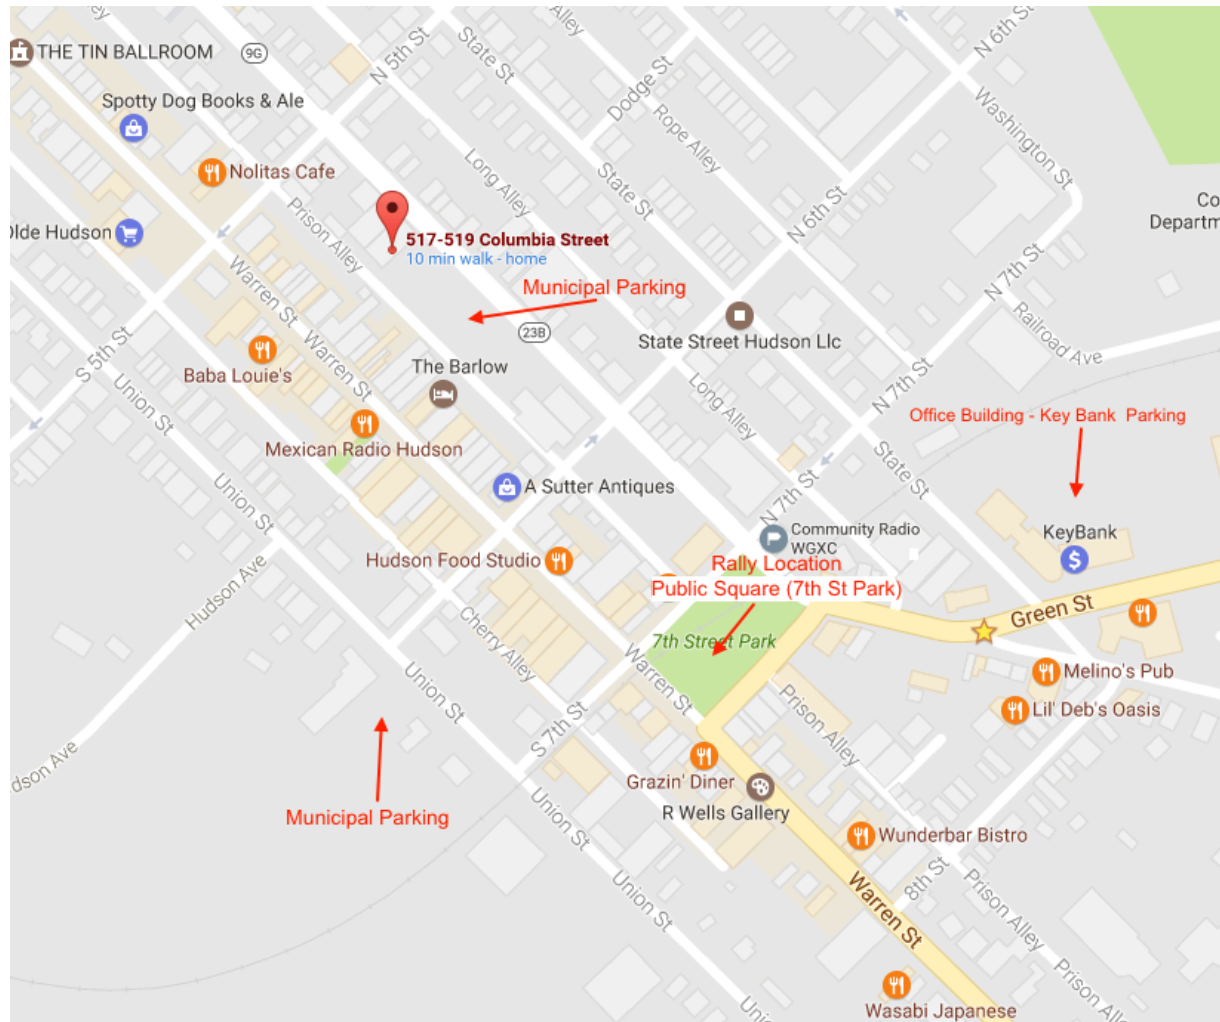 THE TIN BALLROOM
9G
N 5th St
State St
Dodge St
Rope Alley
N 6th St
Washington St
Spotty Dog Books & Ale
Nolitas Cafe
Long Alley
State St
N 6th St
Co
Departm
Olde Hudson
Prison Alley
517-519 Columbia Street
10 min walk - home
N 7th St
Warren St
Municipal Parking
Railroad Ave
S 5th St
Warren St
23B
State Street Hudson Llc
Baba Louie's
Union St
The Barlow
Long Alley
N 7th St
Office Building - Key Bank Parking
Mexican Radio Hudson
State St
Union St
A Sutter Antiques
N 7th St
Community Radio
WGXC
KeyBank
Hudson Food Studio
Rally Location
Public Square (7th St Park)
Hudson Ave
Green St
Cherry Alley
7th Street Park
Warren St
Melino's Pub
Union St
Prison Alley
Lil' Deb's Oasis
S 7th St
dson Ave
Grazin' Diner
Municipal Parking
R Wells Gallery
Union St
Wunderbar Bistro
8th St
Warren St
Prison Alley
Union St
Prison Alley
Wasabi Japanese